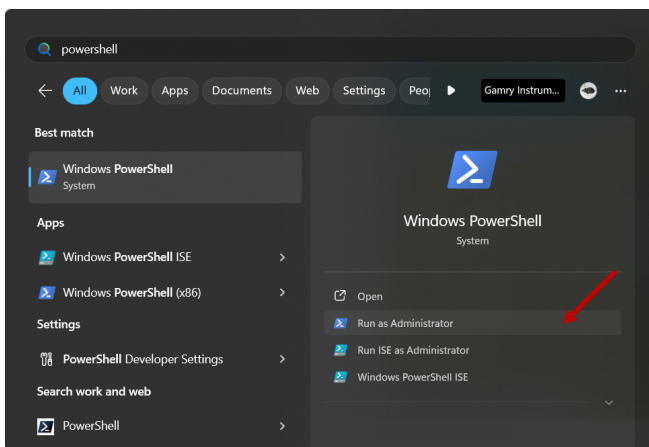 powershell
All Work Apps Documents Web Settings Gamry Instrum... ...
Best match
Windows PowerShell
System
Apps
Windows PowerShell ISE
Windows PowerShell (x86)
Settings
PowerShell Developer Settings
Search work and web
PowerShell
Windows PowerShell
System
Open
Run as Administrator
Run ISE as Administrator
Windows PowerShell ISE